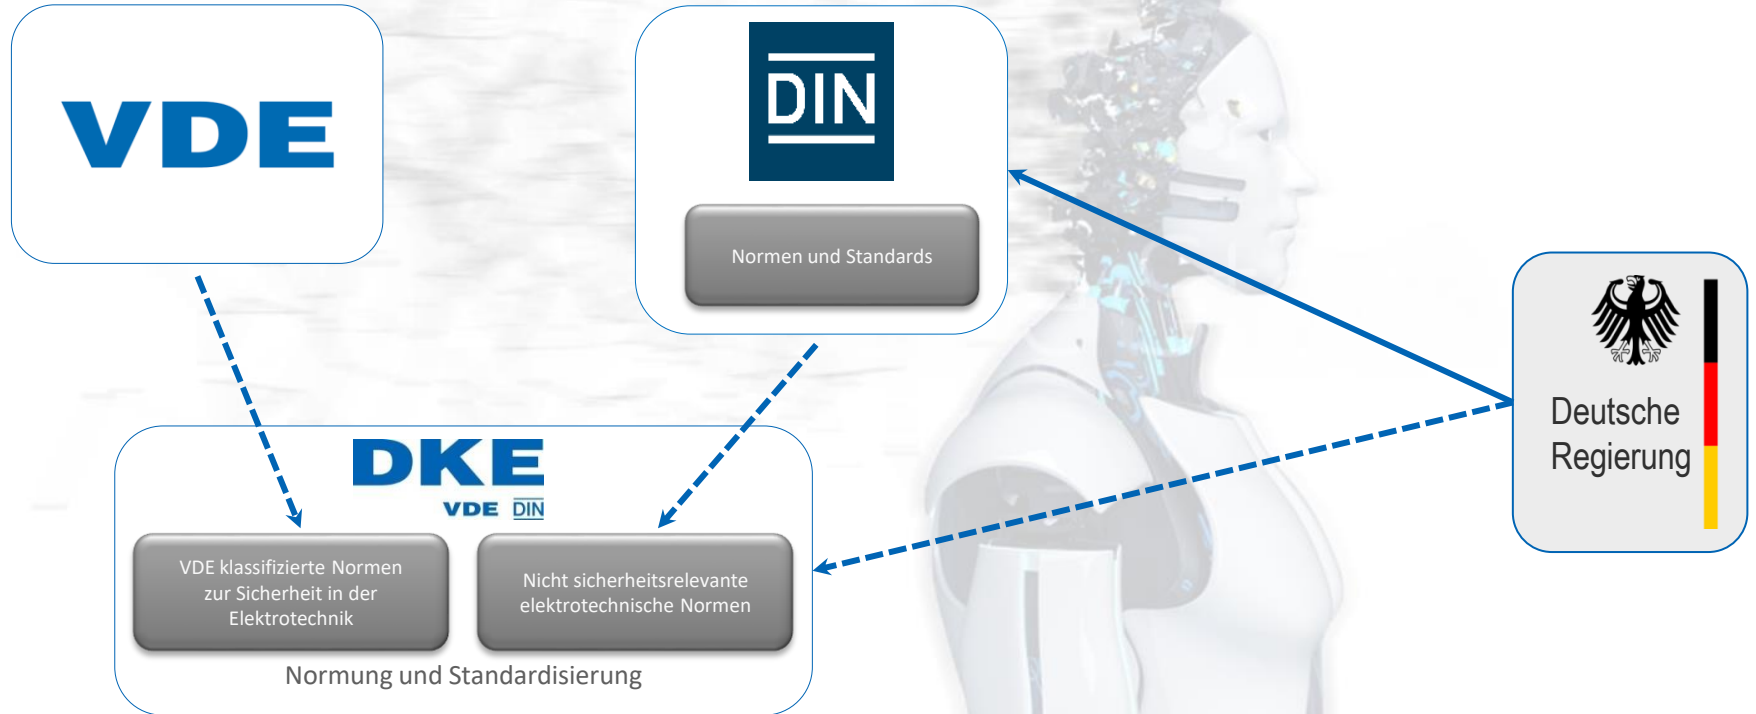 VDE
DIN
Normen und Standards
Deutsche
Regierung
DKE
VDE DIN
VDE klassifizierte Normen
zur Sicherheit in der
Elektrotechnik
Nicht sicherheitsrelevante
elektrotechnische Normen
Normung und Standardisierung